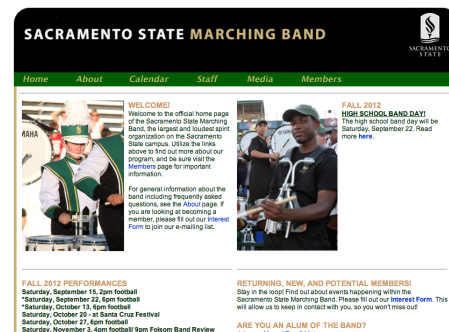 SACRAMENTO STATE MARCHING BAND
SACRAMENTO
STATE
Home About Calendar Staff Media Members
WELCOME!
Welcome to the official home page
of the Sacramento State Marching
Band, the largest and loudest spirit
organization on the Sacramento
State campus. Utilize the links
above to find out more about our
program, and be sure visit the
Members page for important
information.
For general information about the
band including frequently asked
questions, see the About page. If
you are looking at becoming a
member, please fill out our Interest
Form to join our e-mailing list.
FALL 2012
HIGH SCHOOL BAND DAY!
The high school band day will be
Saturday, September 22. Read
more here.
FALL 2012 PERFORMANCES
Saturday, September 15, 2pm football
*Saturday, September 22, 6pm football
*Saturday, October 13, 6pm football
Saturday, October 20 - at Santa Cruz Festival
Saturday, October 27, 6pm football
Saturday, November 3, 4pm football/ 9pm Folsom Band Review
RETURNING, NEW, AND POTENTIAL MEMBERS!
Stay in the loop! Find out about events happening within the
Sacramento State Marching Band. Please fill out our Interest Form. This
will allow us to keep in contact with you, so you won't miss out!
ARE YOU AN ALUM OF THE BAND?